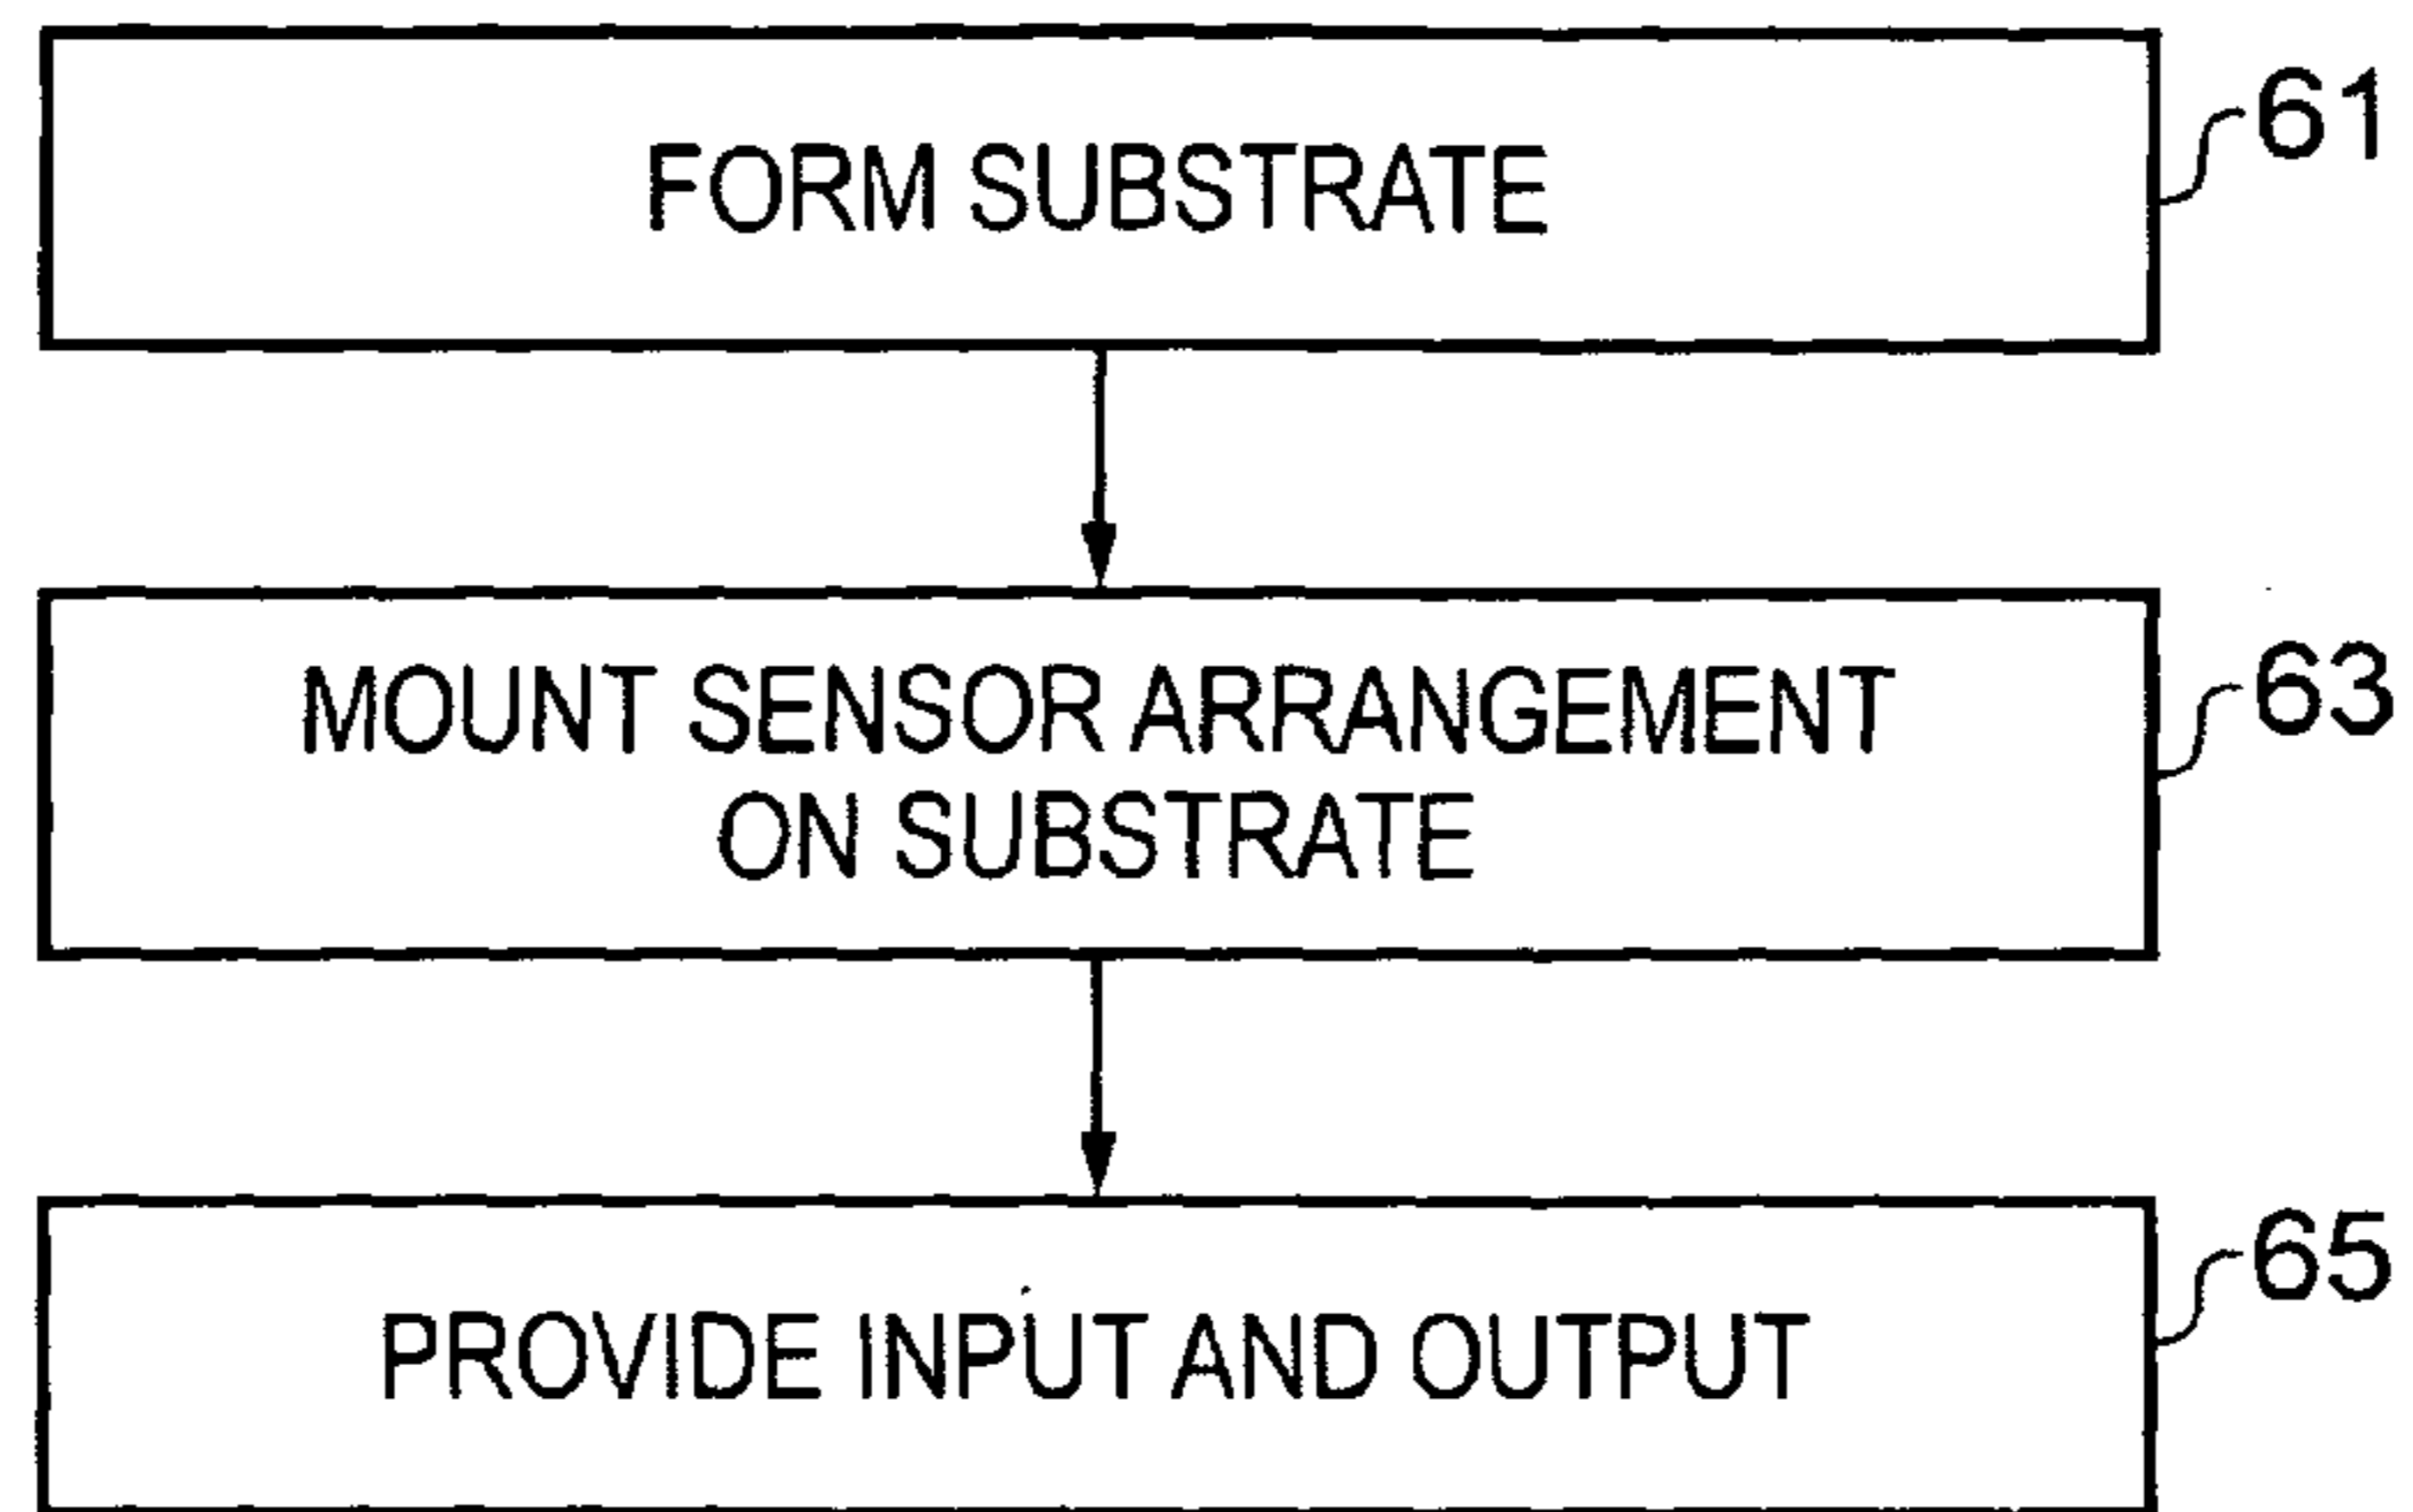 FORM SUBSTRATE
61
MOUNT SENSOR ARRANGEMENT
ON SUBSTRATE
63
PROVIDE INPUT AND OUTPUT
65